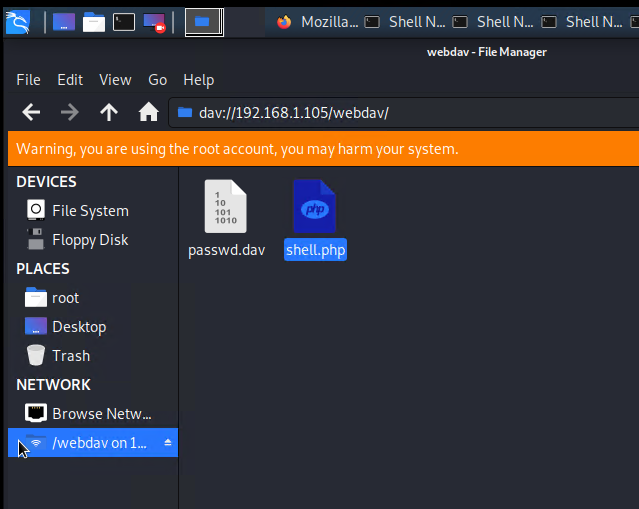 Mozilla... Shell N... Shell N... Shell N...
webdav - File Manager
File Edit View Go Help
dav://192.168.1.105/webdav/
Warning, you are using the root account, you may harm your system.
DEVICES
File System
Floppy Disk
PLACES
root
Desktop
Trash
NETWORK
Browse Netw...
/webdav on 1...
1
10
101
1010
passwd.dav
php
shell.php